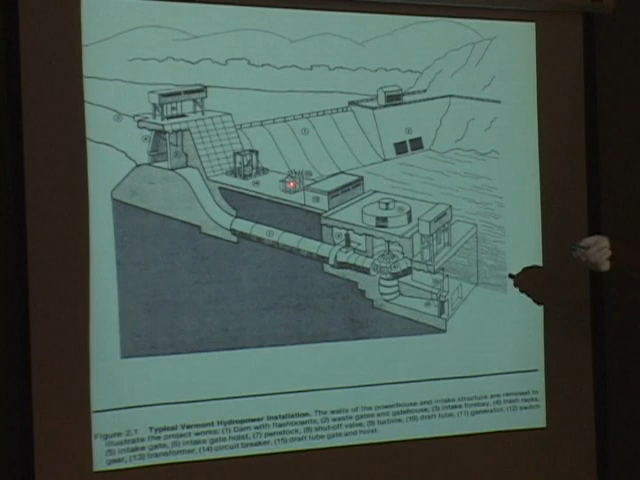 Figure 2.1 Typical Vermont Hydropower Installation. The walls of the powerhouse and intake structure are removed to
illustrate the project works: (1) Dam with flashboards, (2) waste gates and gatehouse, (3) intake forebay, (4) trash racks,
(5) intake gate, (6) intake gate hoist, (7) penstock, (8) shut-off valve, (9) turbine, (10) draft tube, (11) generator, (12) switch
gear, (13) transformer, (14) circuit breaker, (15) draft tube gate and hoist.